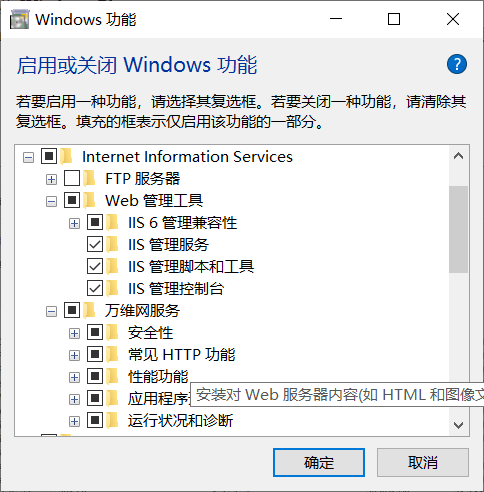 Windows 功能
启用或关闭 Windows 功能
?
若要启用一种功能，请选择其复选框。若要关闭一种功能，请清除其
复选框。填充的框表示仅启用该功能的一部分。
Internet Information Services
FTP 服务器
Web 管理工具
IIS 6 管理兼容性
IIS 管理服务
IIS 管理脚本和工具
IIS 管理控制台
万维网服务
安全性
常见 HTTP 功能
性能功能
安装对 Web 服务器内容(如 HTML 和图像文
应用程序
运行状况和诊断
确定
取消